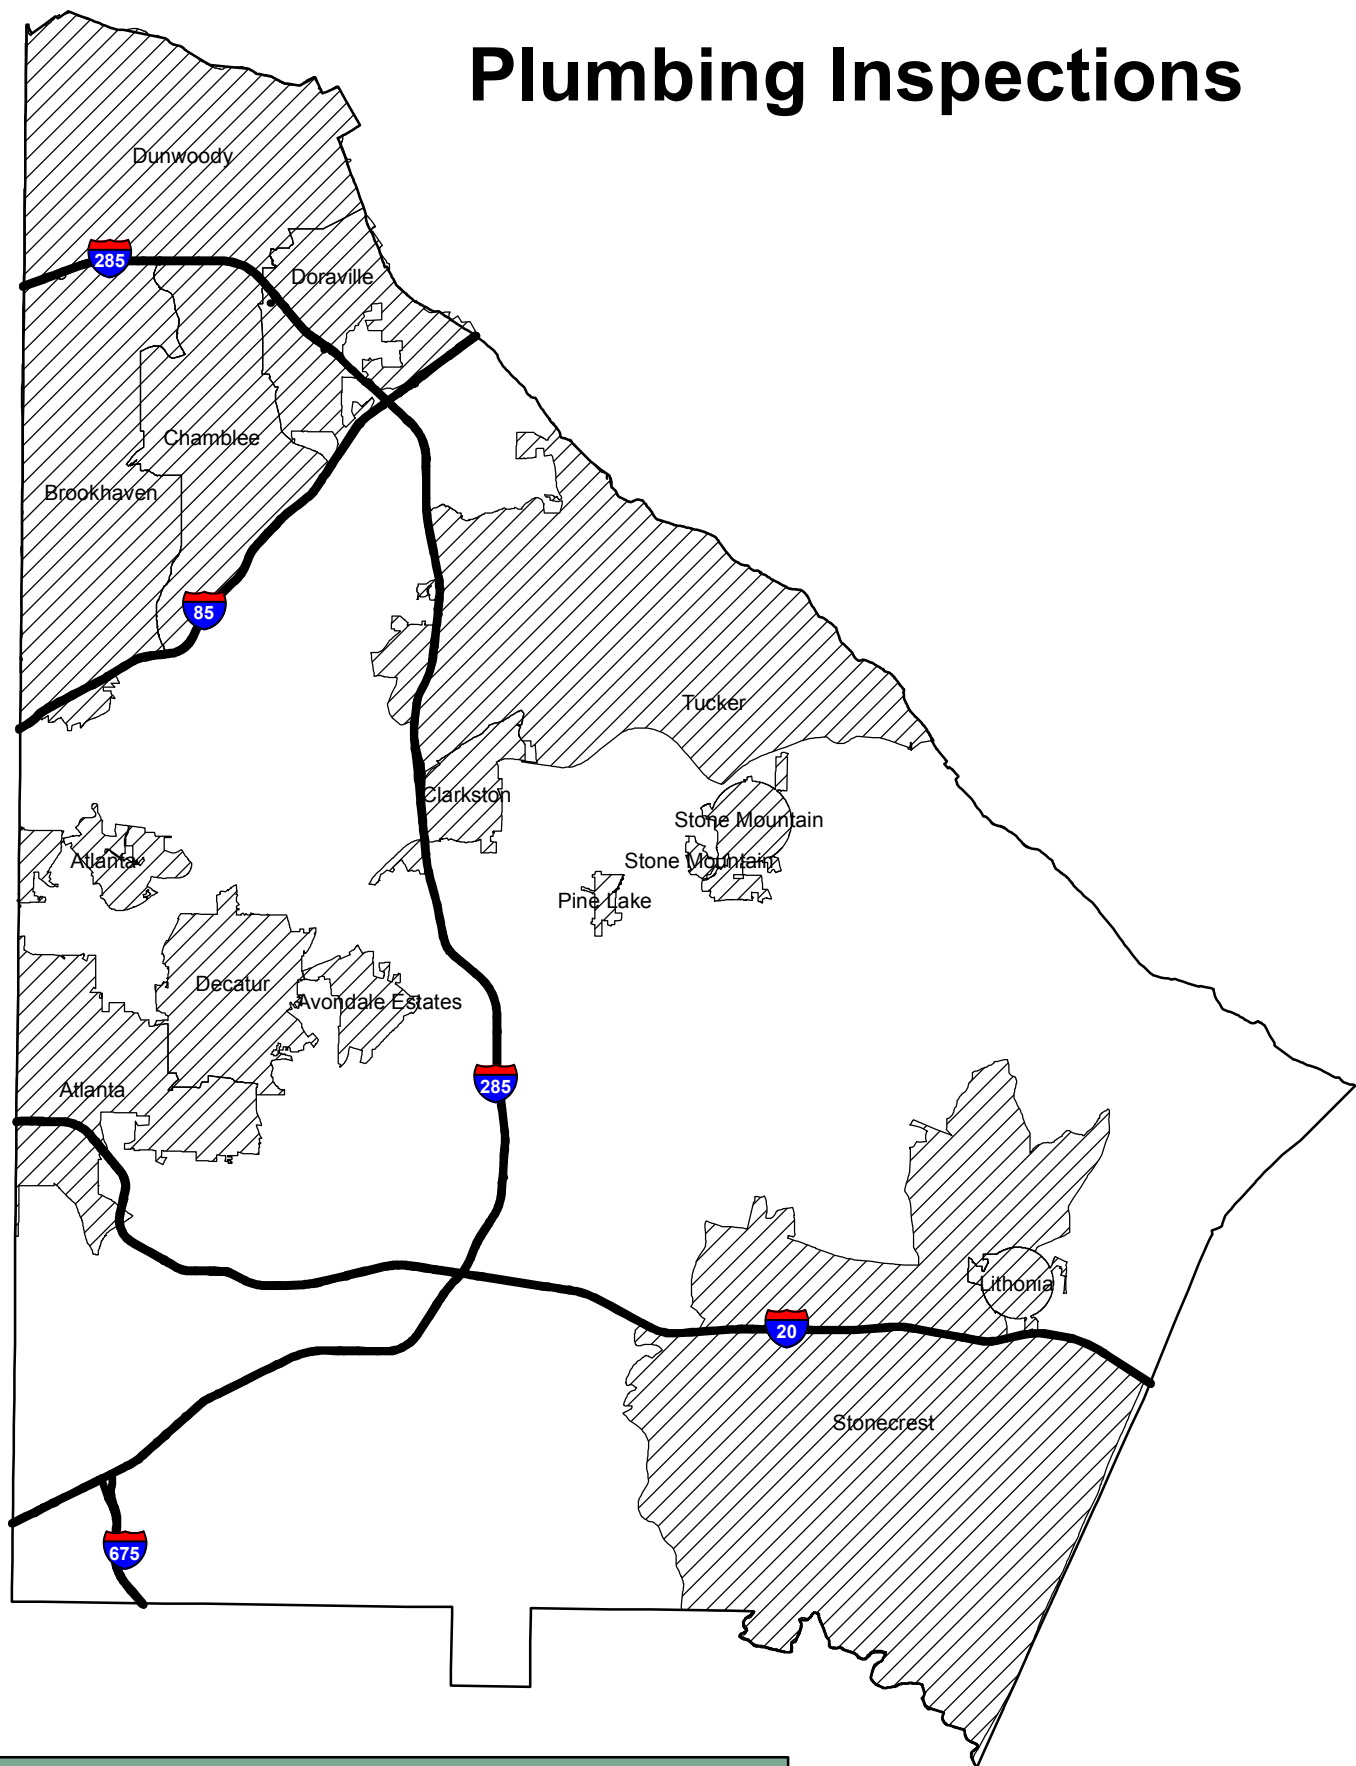 Plumbing Inspections
Dunwoody
285
Doraville
Chamblee
Brookhaven
85
Tucker
Clarkston
Stone Mountain
Atlanta
Stone Mountain
Pine Lake
Decatur
Avondale Estates
285
Atlanta
Lithonia
20
Stonecrest
675